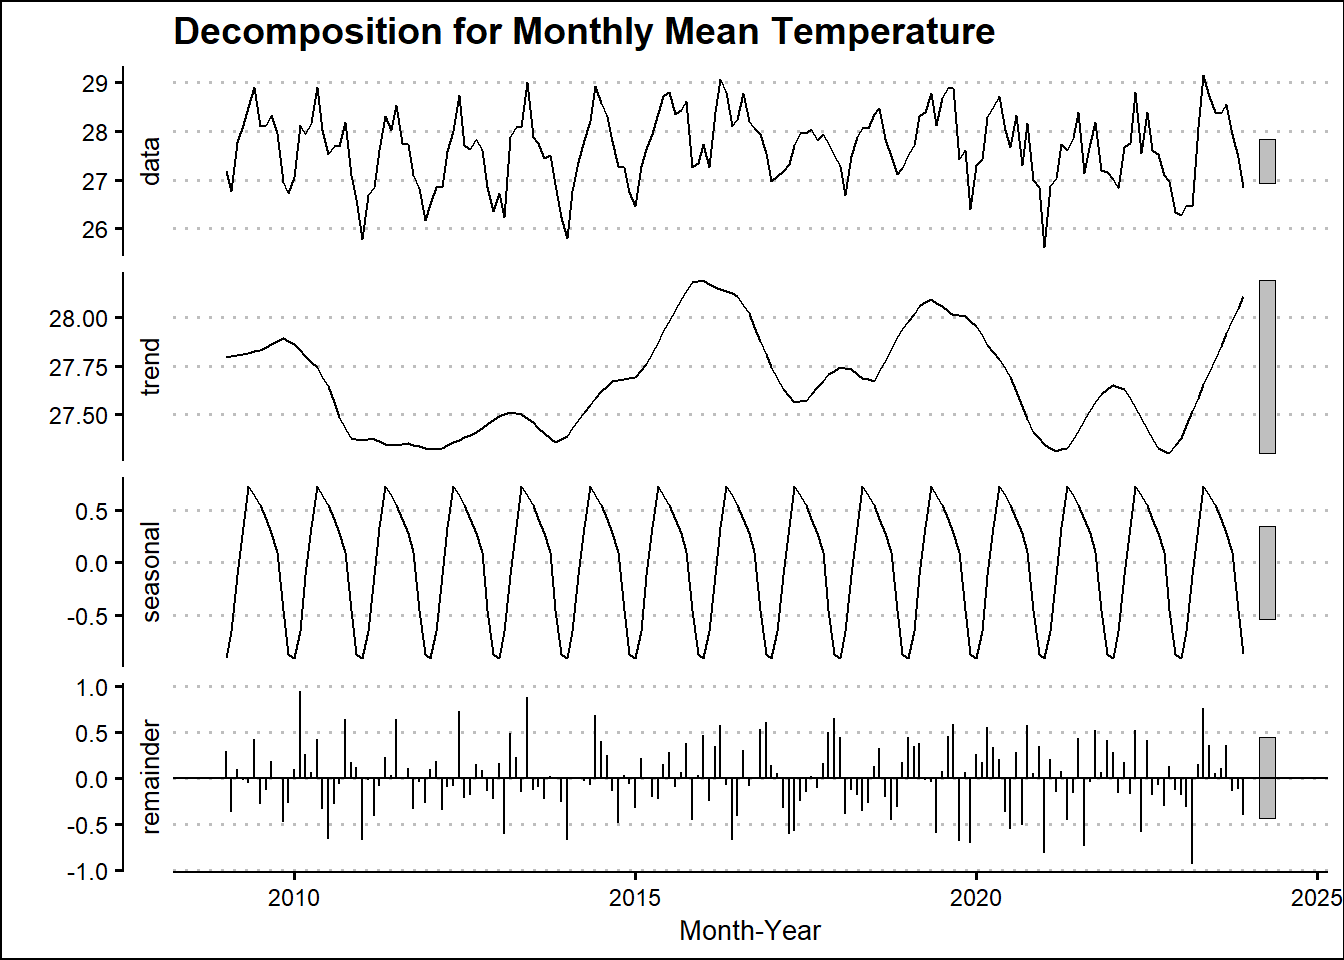 Decomposition for Monthly Mean Temperature
29
28
27
26
data
28.00
27.75
27.50
trend
0.5
0.0
-0.5
seasonal
1.0
0.5
0.0
-0.5
-1.0
remainder
2010 2015 2020 2025
Month-Year